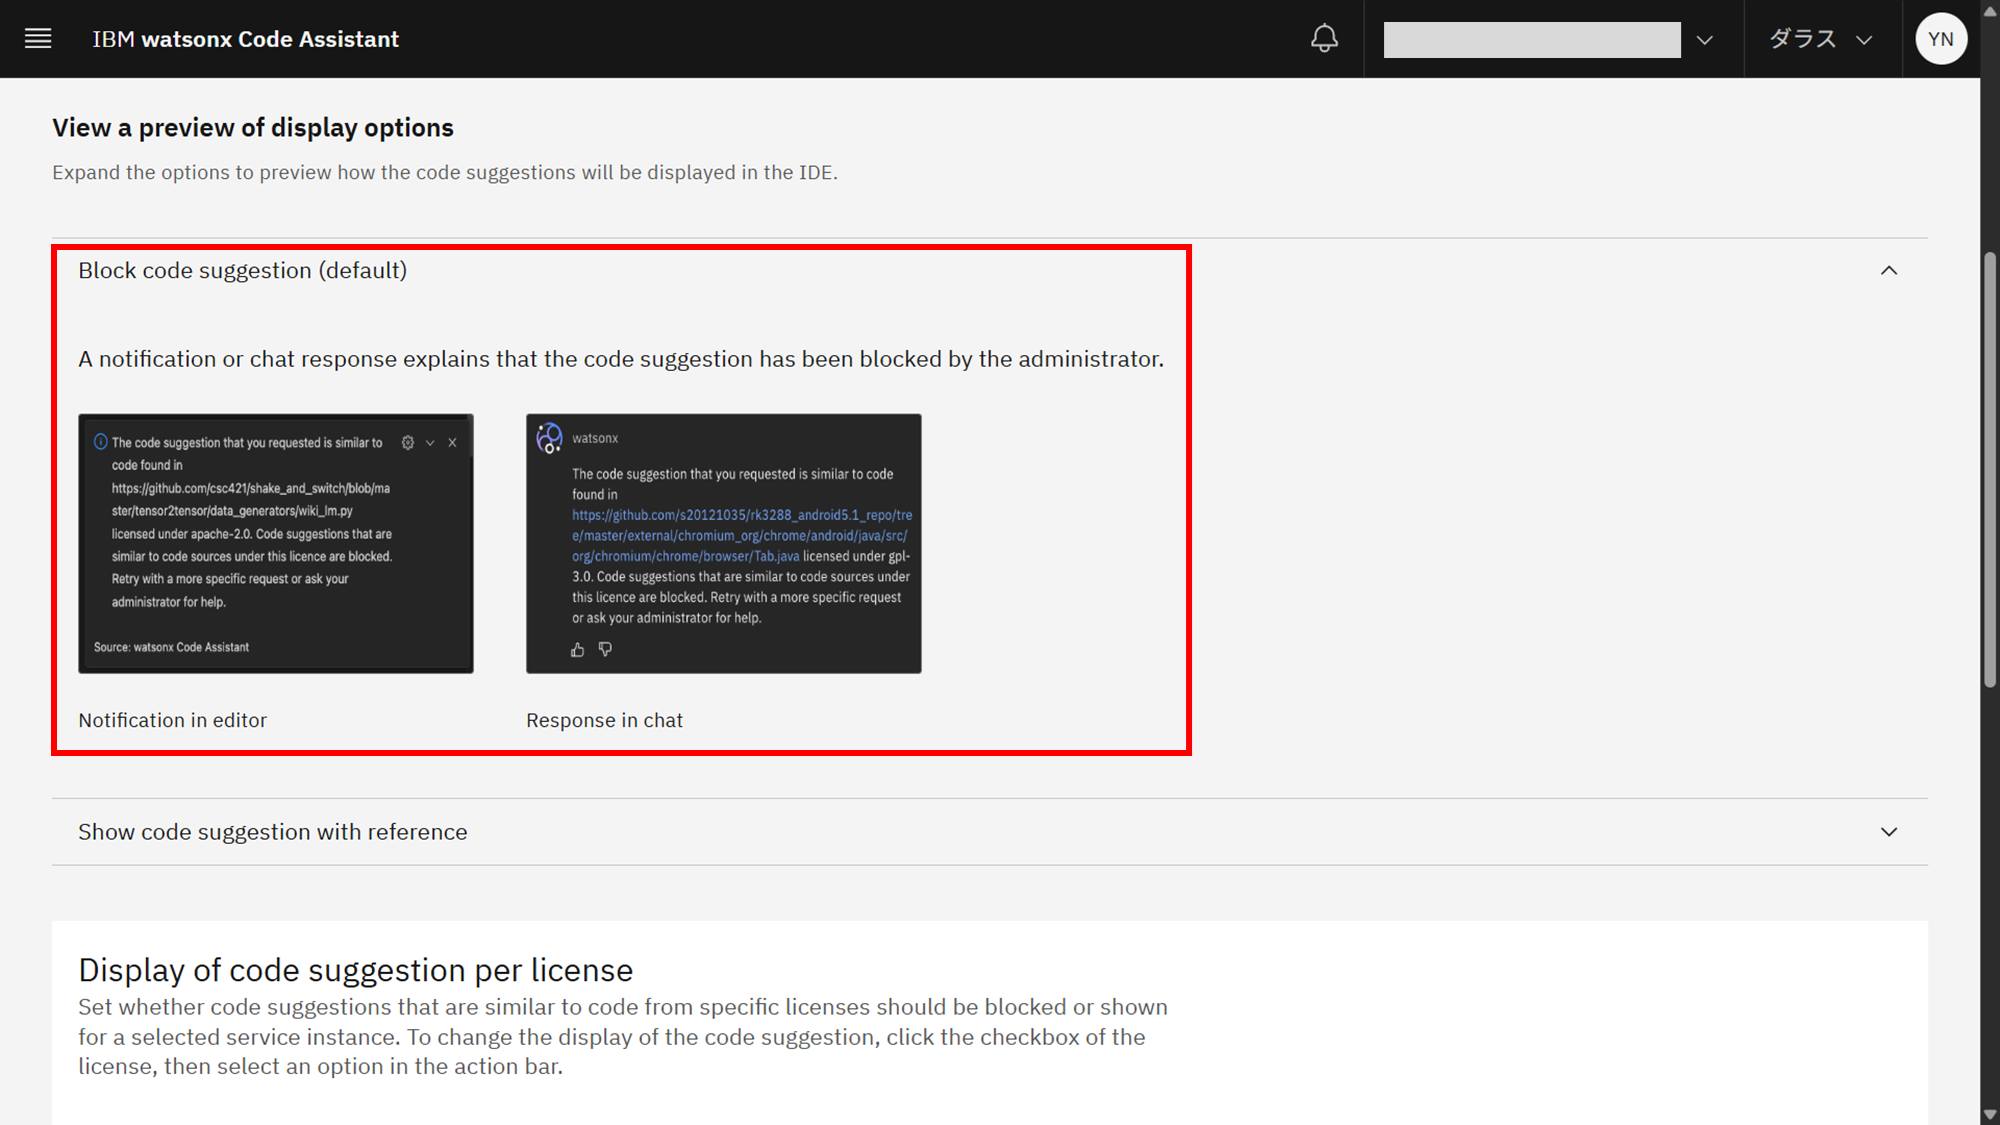 IBM watsonx Code Assistant
ダラス
YN
View a preview of display options
Expand the options to preview how the code suggestions will be displayed in the IDE.
Block code suggestion (default)
A notification or chat response explains that the code suggestion has been blocked by the administrator.
The code suggestion that you requested is similar to
code found in
https://github.com/csc421/shake_and_switch/blob/ma
ster/tensor2tensor/data_generators/wiki_lm.py
licensed under apache-2.0. Code suggestions that are
similar to code sources under this licence are blocked.
Retry with a more specific request or ask your
administrator for help.
Source: watsonx Code Assistant
Notification in editor
watsonx
The code suggestion that you requested is similar to code
found in
https://github.com/s20121035/rk3288_android5.1_repo/tre
e/master/external/chromium_org/chrome/android/java/src/
org/chromium/chrome/browser/Tab.java licensed under gpl-
3.0. Code suggestions that are similar to code sources under
this licence are blocked. Retry with a more specific request
or ask your administrator for help.
Response in chat
Show code suggestion with reference
Display of code suggestion per license
Set whether code suggestions that are similar to code from specific licenses should be blocked or shown
for a selected service instance. To change the display of the code suggestion, click the checkbox of the
license, then select an option in the action bar.